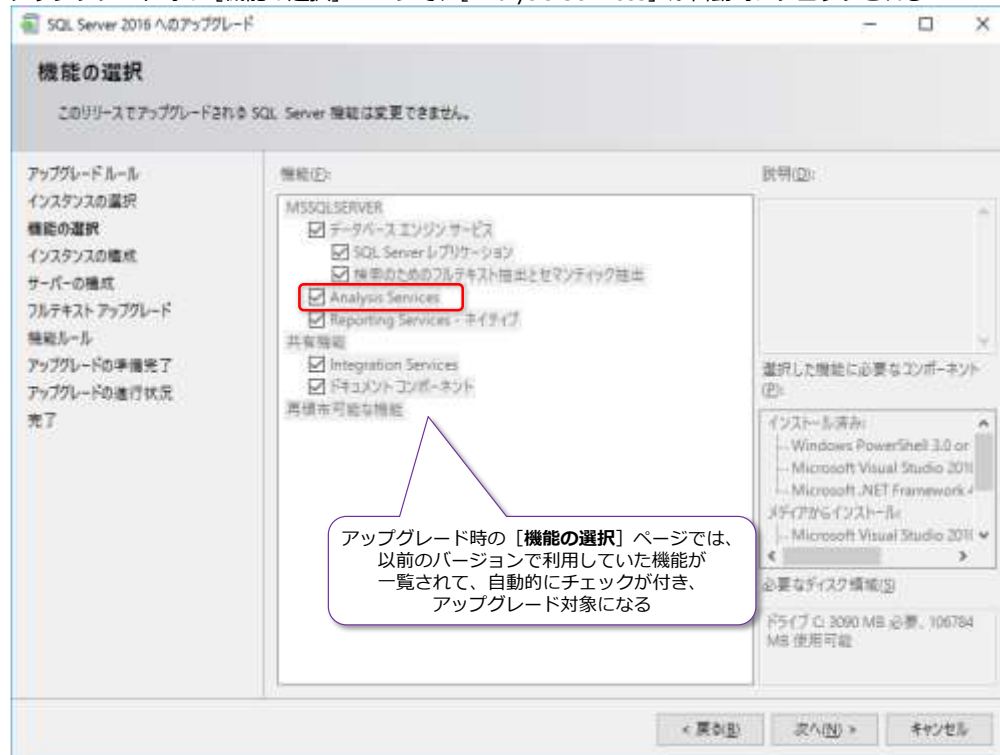 SQL Server 2016 へのアップグレード
機能の選択
このリリースでアップグレードされる SQL Server 機能は変更できません。
アップグレード ルール
インスタンスの選択
機能の選択
インスタンスの構成
サーバーの構成
フルテキスト アップグレード
機能ルール
アップグレードの準備完了
アップグレードの進行状況
完了
機能(F):
MSSQLSERVER
データベース エンジン サービス
SQL Server レプリケーション
検索のためのフルテキスト抽出とセマンティック抽出
Analysis Services
Reporting Services - ネイティブ
共有機能
Integration Services
ドキュメント コンポーネント
再頒布可能な機能
アップグレード時の［機能の選択］ページでは、
以前のバージョンで利用していた機能が
一覧されて、自動的にチェックが付き、
アップグレード対象になる
説明(D):
選択した機能に必要なコンポーネント
(P):
インストール済み:
Windows PowerShell 3.0 or
Microsoft Visual Studio 201
Microsoft .NET Framework 4
メディアからインストール:
Microsoft Visual Studio 201
必要なディスク領域(S)
ドライブ C: 3090 MB 必要、106784
MB 使用可能
< 戻る(B)
次へ(N) >
キャンセル